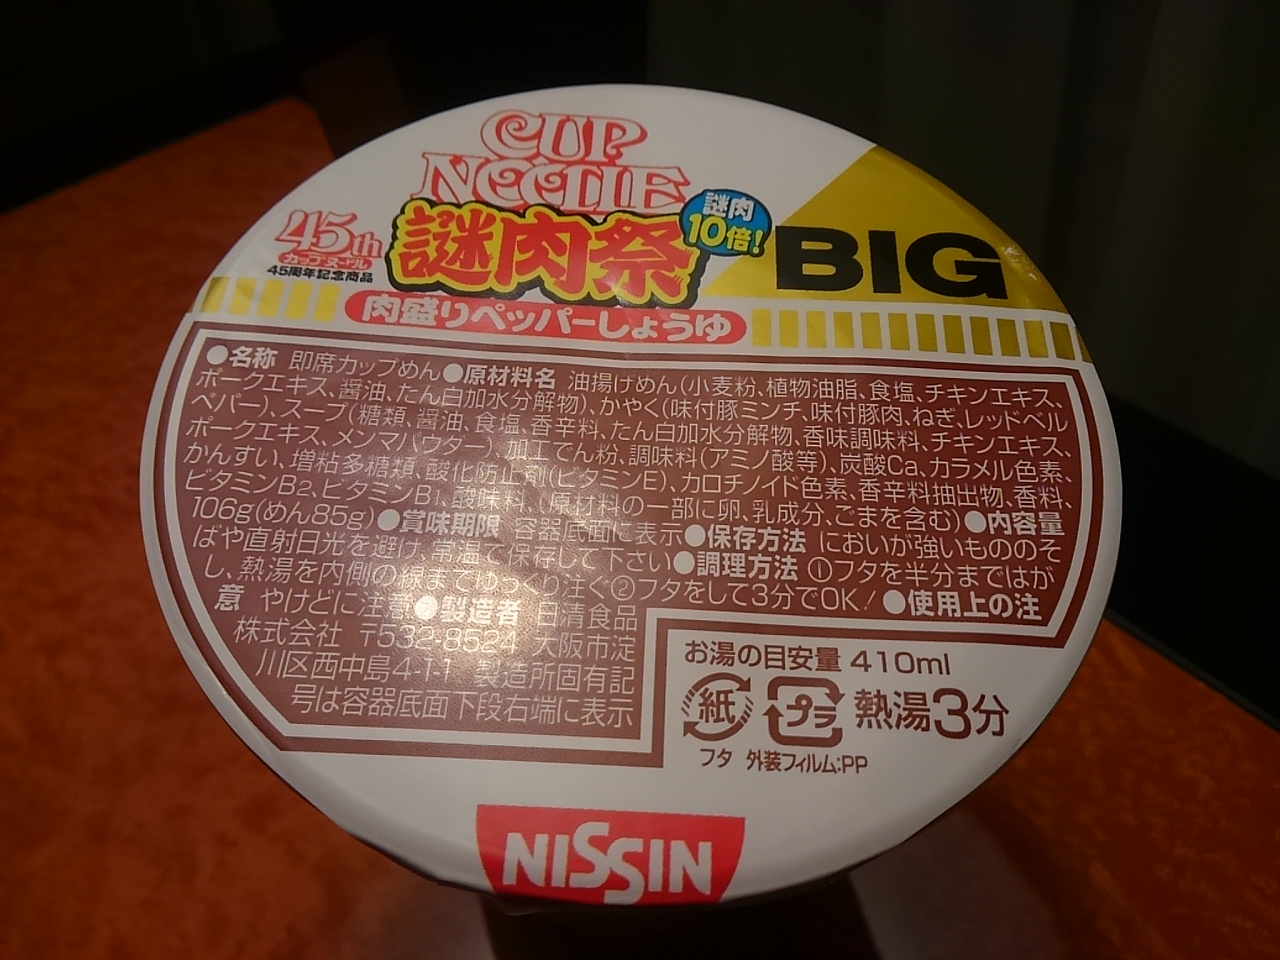 CUP
NOODLE
謎肉
10倍!
45th
カップヌードル
45周年記念商品
謎肉祭
BIG
肉盛りペッパーしょうゆ
●名称 即席カップめん●原材料名 油揚げめん(小麦粉、植物油脂、食塩、チキンエキス、
ポークエキス、醤油、たん白加水分解物)、かやく(味付豚ミンチ、味付豚肉、ねぎ、レッドベル
ペパー)、スープ(糖類、醤油、食塩、香辛料、たん白加水分解物、香味調味料、チキンエキス、
ポークエキス、メンマパウダー)、加工でん粉、調味料(アミノ酸等)、炭酸Ca、カラメル色素、
かんすい、増粘多糖類、酸化防止剤(ビタミンE)、カロチノイド色素、香辛料抽出物、香料、
ビタミンB2、ビタミンB1、酸味料、(原材料の一部に卵、乳成分、ごまを含む)●内容量
106g(めん85g)●賞味期限 容器底面に表示●保存方法 においが強いもののそ
ばや直射日光を避け、常温で保存して下さい●調理方法 ①フタを半分まではが
し、熱湯を内側の線までゆっくり注ぐ②フタをして3分でOK!●使用上の注
意 やけどに注意●製造者 日清食品
株式会社 〒532-8524 大阪市淀
川区西中島4-1-1 製造所固有記
号は容器底面下段右端に表示
お湯の目安量 410ml
紙 プラ 熱湯3分
フタ 外装フィルム:PP
NISSIN